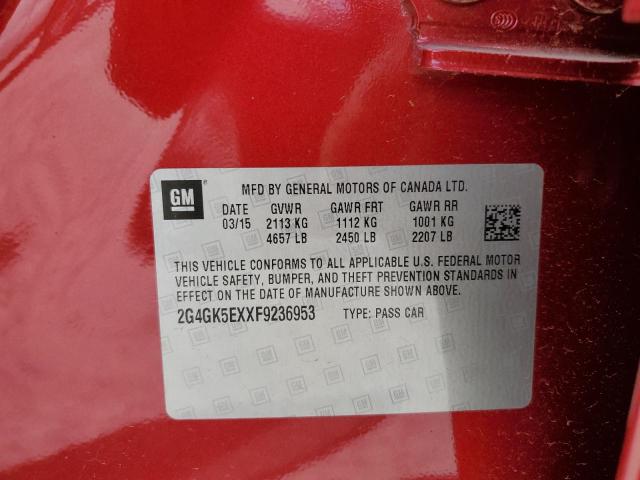 GM
MFD BY GENERAL MOTORS OF CANADA LTD.
DATE GVWR GAWR FRT GAWR RR
03/15 2113 KG 1112 KG 1001 KG
4657 LB 2450 LB 2207 LB
THIS VEHICLE CONFORMS TO ALL APPLICABLE U.S. FEDERAL MOTOR
VEHICLE SAFETY, BUMPER, AND THEFT PREVENTION STANDARDS IN
EFFECT ON THE DATE OF MANUFACTURE SHOWN ABOVE.
2G4GK5EXXF9236953 TYPE: PASS CAR